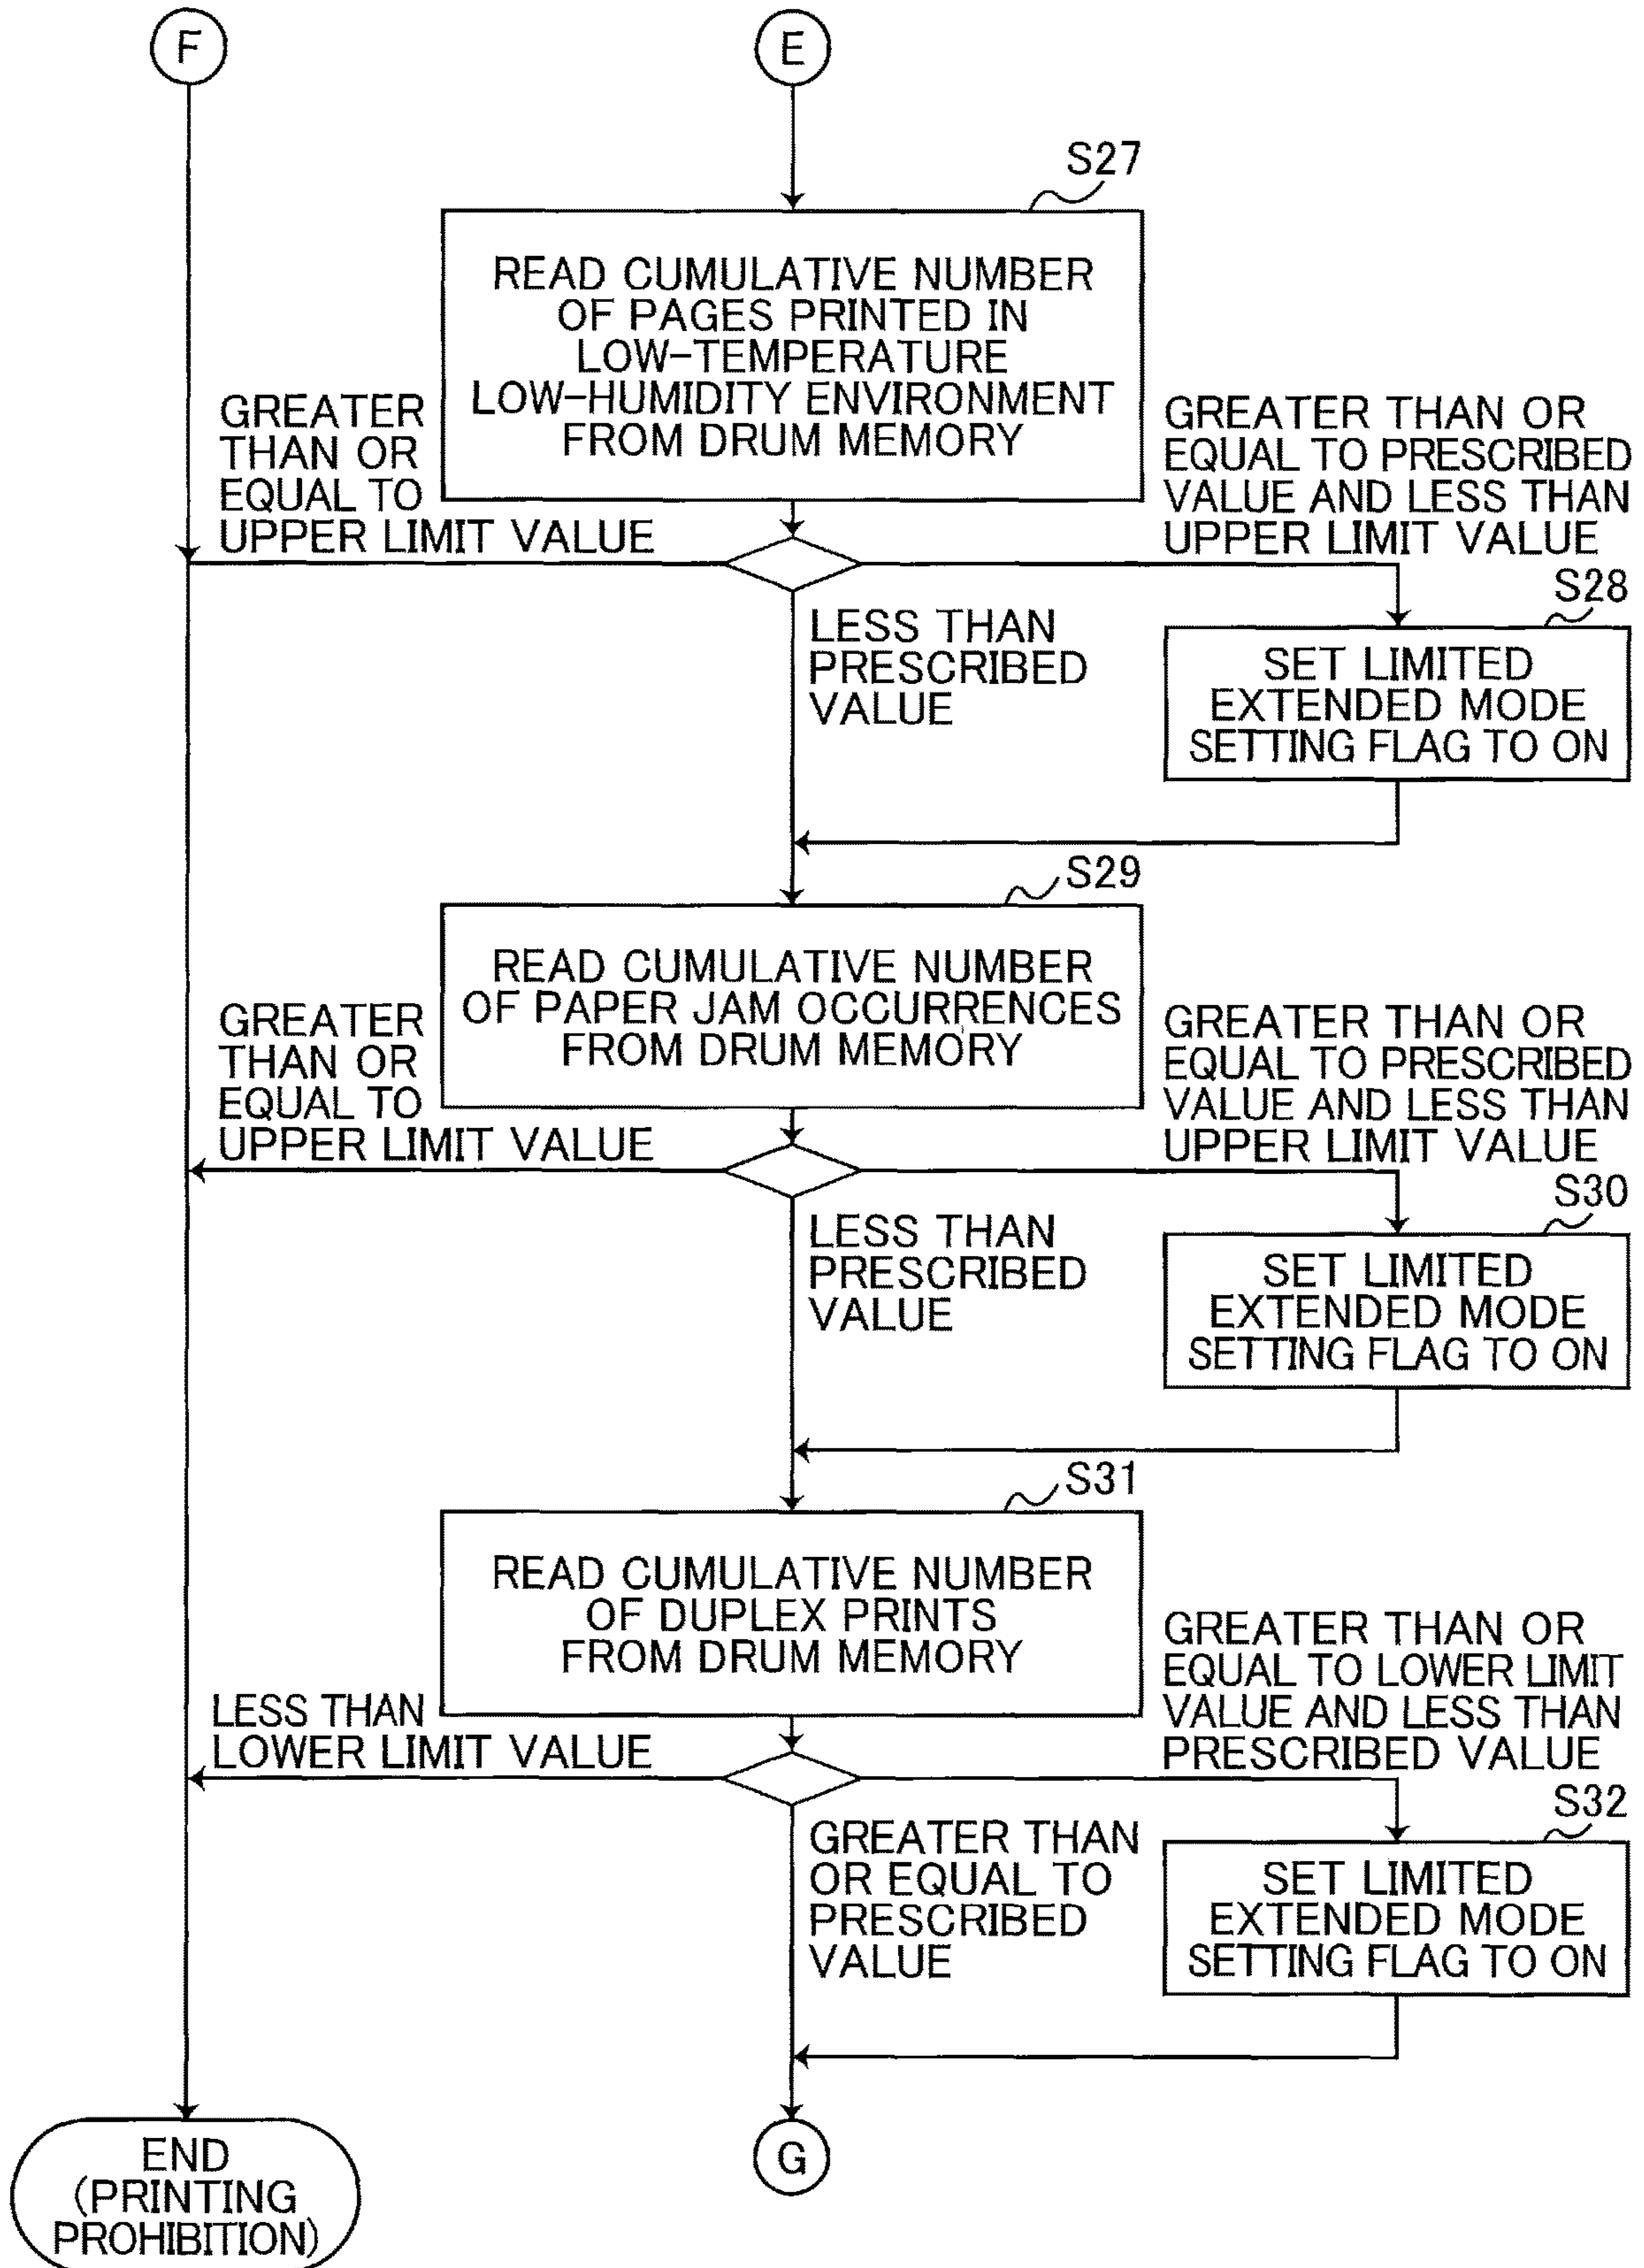 F
E
S27
READ CUMULATIVE NUMBER
OF PAGES PRINTED IN
LOW-TEMPERATURE
LOW-HUMIDITY ENVIRONMENT
FROM DRUM MEMORY
GREATER
THAN OR
EQUAL TO
UPPER LIMIT VALUE
GREATER THAN OR
EQUAL TO PRESCRIBED
VALUE AND LESS THAN
UPPER LIMIT VALUE
LESS THAN
PRESCRIBED
VALUE
S28
SET LIMITED
EXTENDED MODE
SETTING FLAG TO ON
S29
READ CUMULATIVE NUMBER
OF PAPER JAM OCCURRENCES
FROM DRUM MEMORY
GREATER
THAN OR
EQUAL TO
UPPER LIMIT VALUE
GREATER THAN OR
EQUAL TO PRESCRIBED
VALUE AND LESS THAN
UPPER LIMIT VALUE
LESS THAN
PRESCRIBED
VALUE
S30
SET LIMITED
EXTENDED MODE
SETTING FLAG TO ON
S31
READ CUMULATIVE NUMBER
OF DUPLEX PRINTS
FROM DRUM MEMORY
LESS THAN
LOWER LIMIT VALUE
GREATER THAN OR
EQUAL TO LOWER LIMIT
VALUE AND LESS THAN
PRESCRIBED VALUE
GREATER THAN
OR EQUAL TO
PRESCRIBED
VALUE
S32
SET LIMITED
EXTENDED MODE
SETTING FLAG TO ON
END
(PRINTING
PROHIBITION)
G